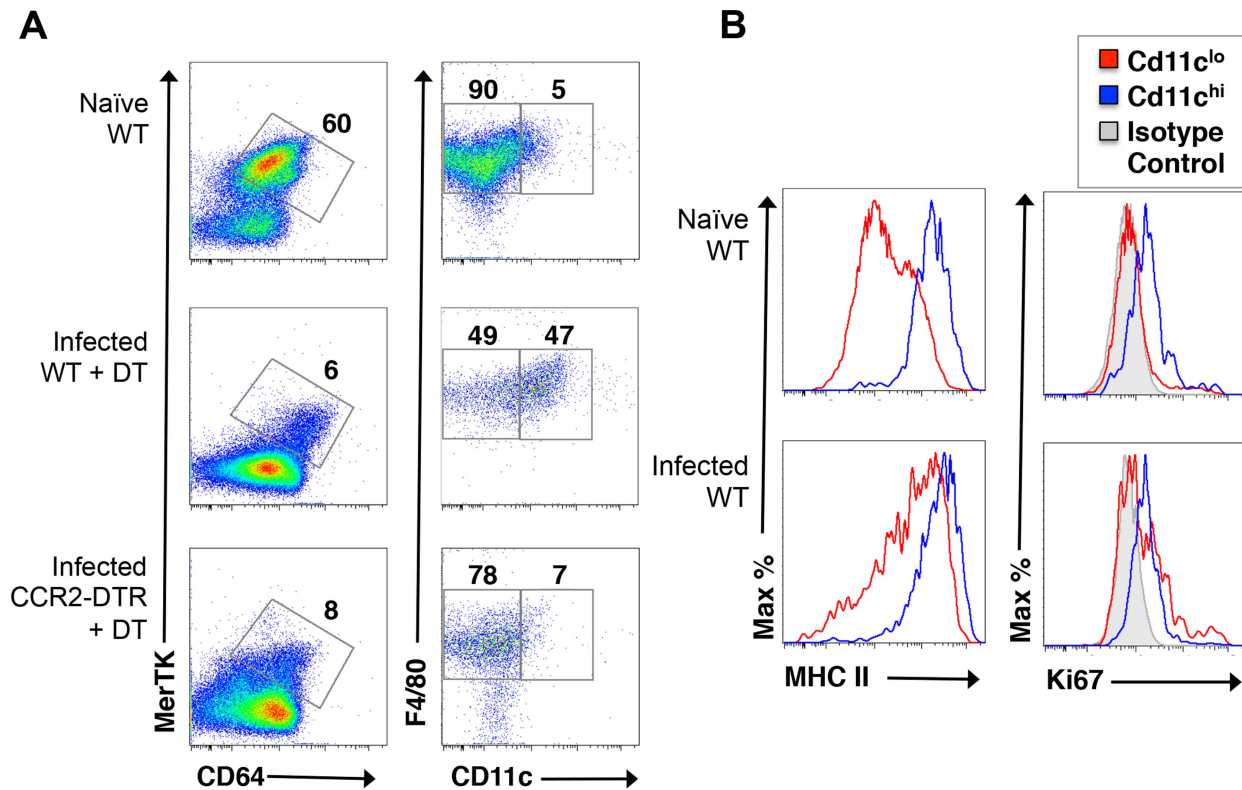 A
Naïve
WT
60
90 5
Infected
WT + DT
6
49 47
Infected
CCR2-DTR
+ DT
8
78 7
MerTK
F4/80
CD64
CD11c
B
Cd11c^lo
Cd11c^hi
Isotype
Control
Naïve
WT
Infected
WT
Max %
Max %
MHC II
Ki67